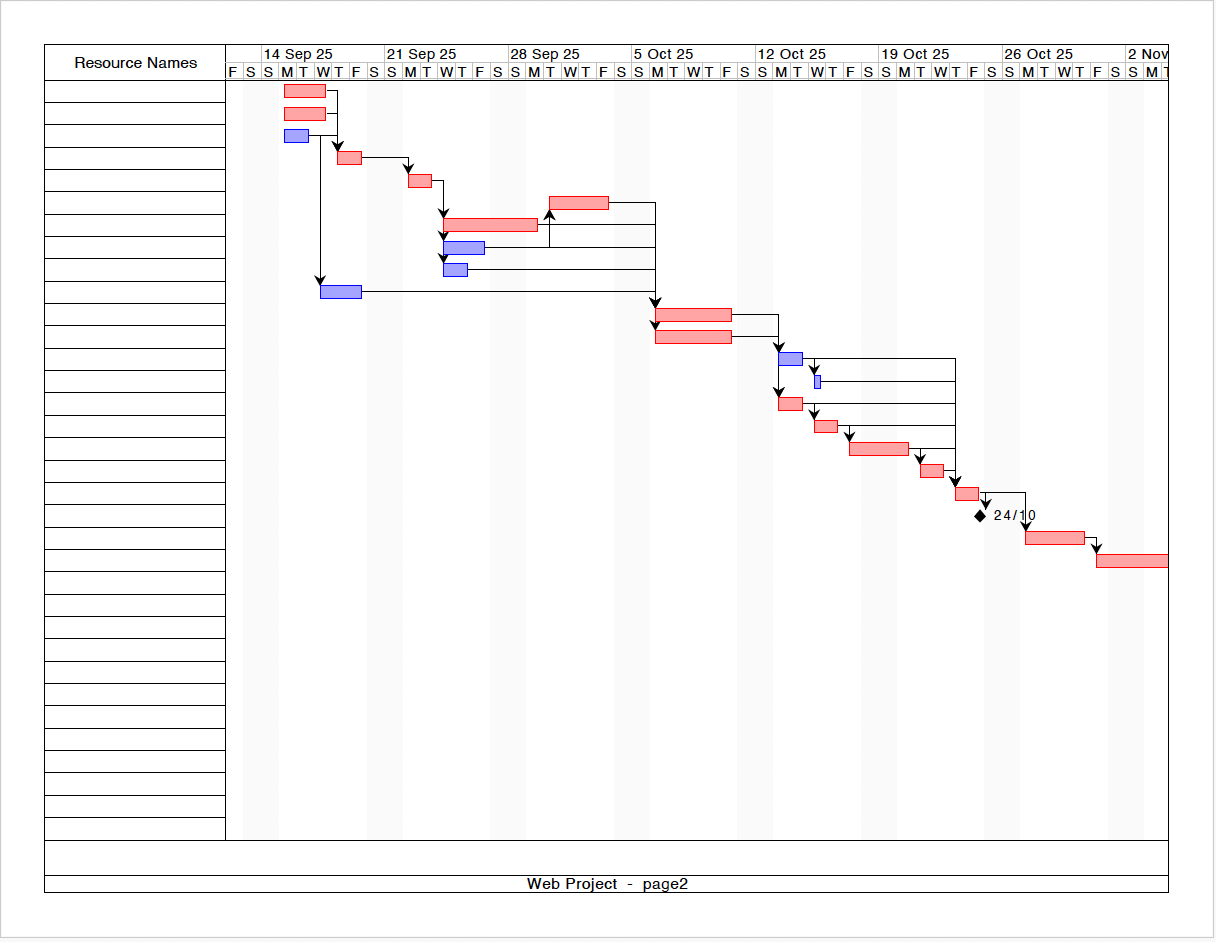 Resource Names
14 Sep 25 21 Sep 25 28 Sep 25 5 Oct 25 12 Oct 25 19 Oct 25 26 Oct 25 2 Nov
F S S M T W T F S S M T W T F S S M T W T F S S M T W T F S S M T W T F S S M T W T F S S M T W T F S S M T
24/10
Web Project - page2